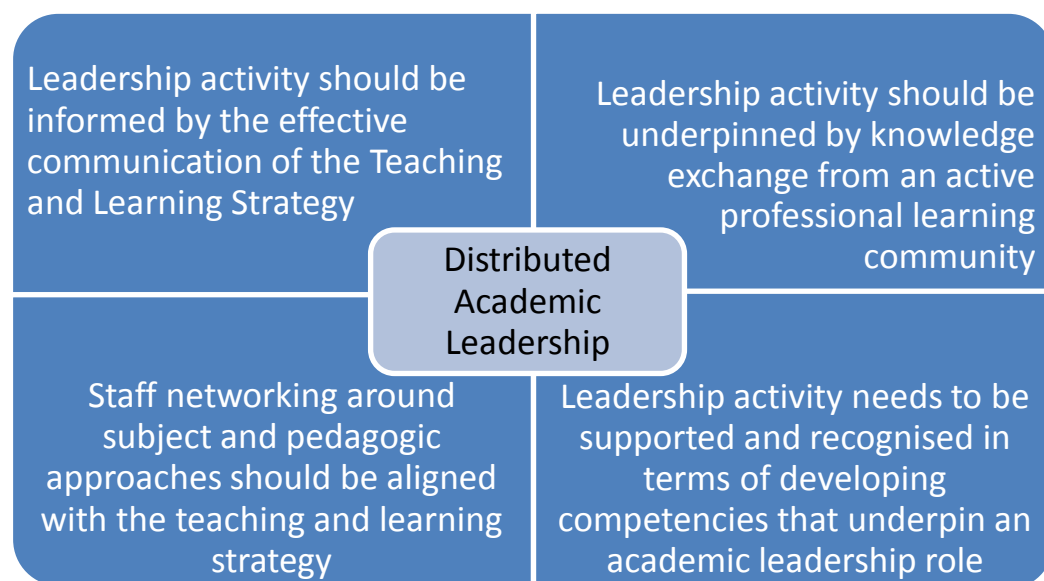 Leadership activity should be
informed by the effective
communication of the Teaching
and Learning Strategy
Leadership activity should be
underpinned by knowledge
exchange from an active
professional learning
community
Distributed
Academic
Leadership
Staff networking around
subject and pedagogic
approaches should be aligned
with the teaching and learning
strategy
Leadership activity needs to be
supported and recognised in
terms of developing
competencies that underpin an
academic leadership role